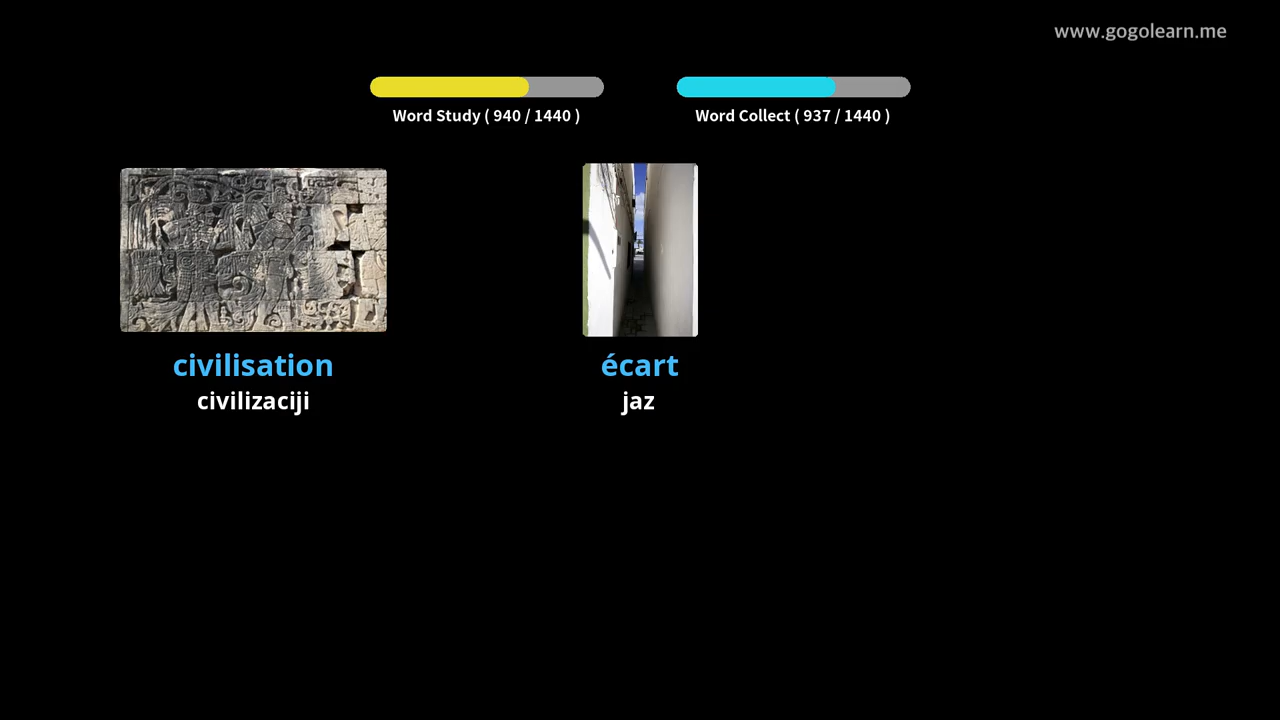 www.gogolearn.me
Word Study ( 940 / 1440 )
Word Collect ( 937 / 1440 )
civilisation
civilizaciji
écart
jaz